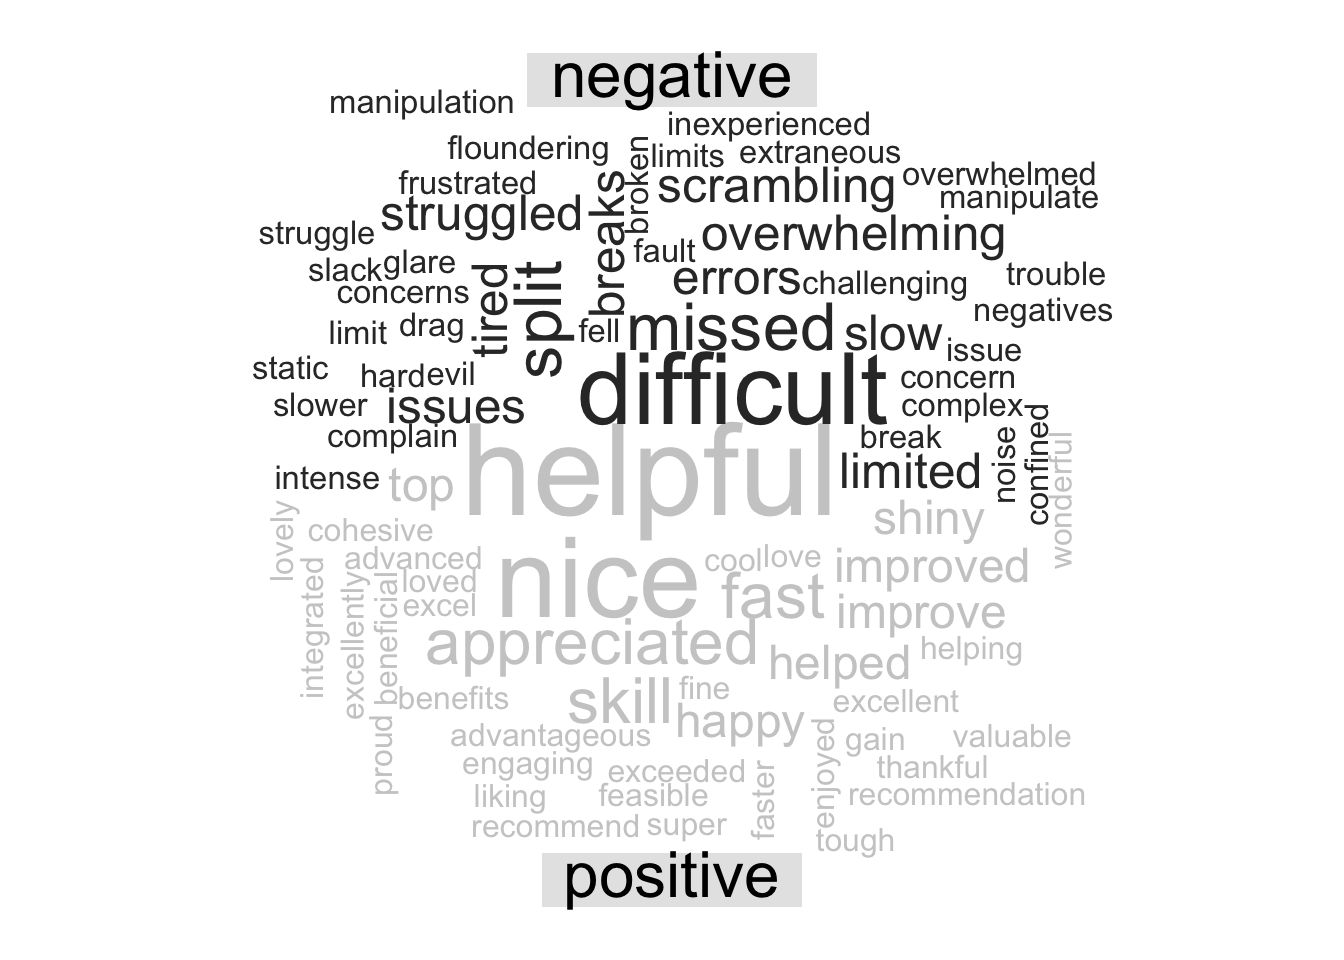 negative
manipulation
inexperienced
floundering
broken
limits
extraneous
frustrated
breaks
scrambling
overwhelmed
manipulate
struggled
struggle
overwhelming
fault
slack
glare
concerns
tired
split
errors
challenging
trouble
negatives
limit
drag
fell
missed
slow
issue
static
hard
evil
difficult
concern
slower
issues
complex
complain
break
noise
confined
intense
limited
top
helpful
wonderful
shiny
lovely
cohesive
advanced
integrated
excellently
beneficial
loved
excel
nice
cool
love
fast
improved
improve
appreciated
helped
helping
benefits
skill
fine
happy
excellent
proud
advantageous
tenjoyed
gain
valuable
engaging
exceeded
faster
thankful
liking
feasible
recommendation
recommend
super
tough
positive